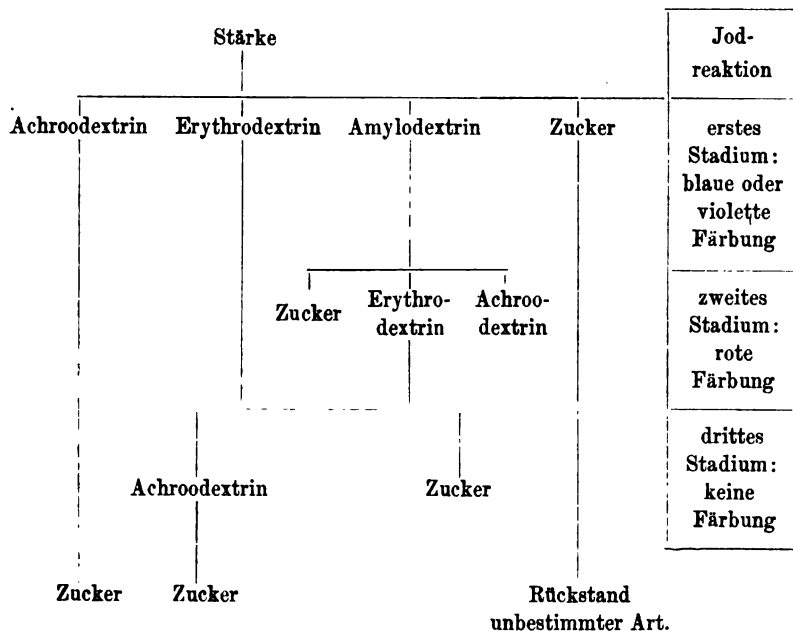 Stärke
Jod-
reaktion
Achroodextrin Erythrodextrin Amylodextrin Zucker
erstes
Stadium:
blaue oder
violette
Färbung
Zucker
Erythro-
dextrin
Achroo-
dextrin
zweites
Stadium:
rote
Färbung
Achroodextrin Zucker
drittes
Stadium:
keine
Färbung
Zucker Zucker
Rückstand
unbestimmter Art.